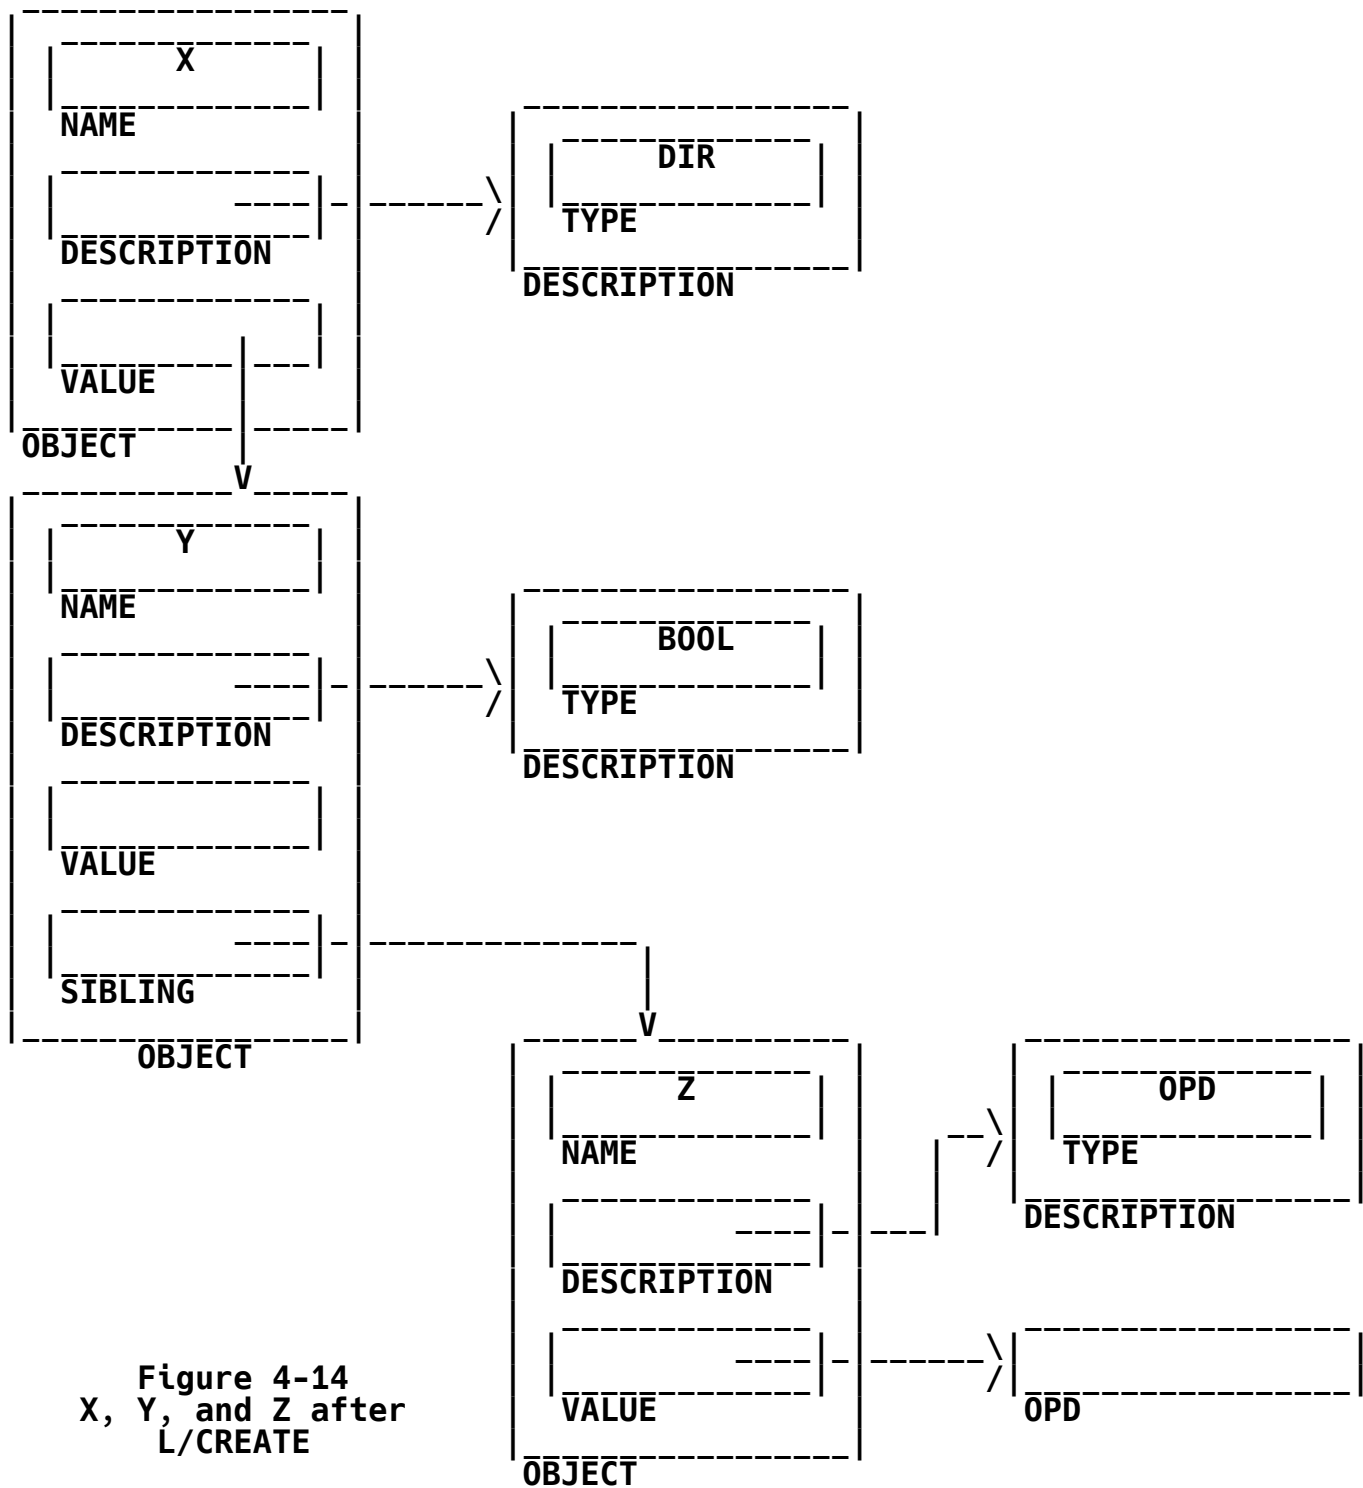 X
NAME
DIR
TYPE
DESCRIPTION
DESCRIPTION
VALUE
OBJECT
V
Y
NAME
BOOL
TYPE
DESCRIPTION
DESCRIPTION
VALUE
SIBLING
V
OBJECT
Z
OPD
NAME
TYPE
DESCRIPTION
DESCRIPTION
VALUE
OPD
OBJECT
Figure 4-14
X, Y, and Z after
L/CREATE